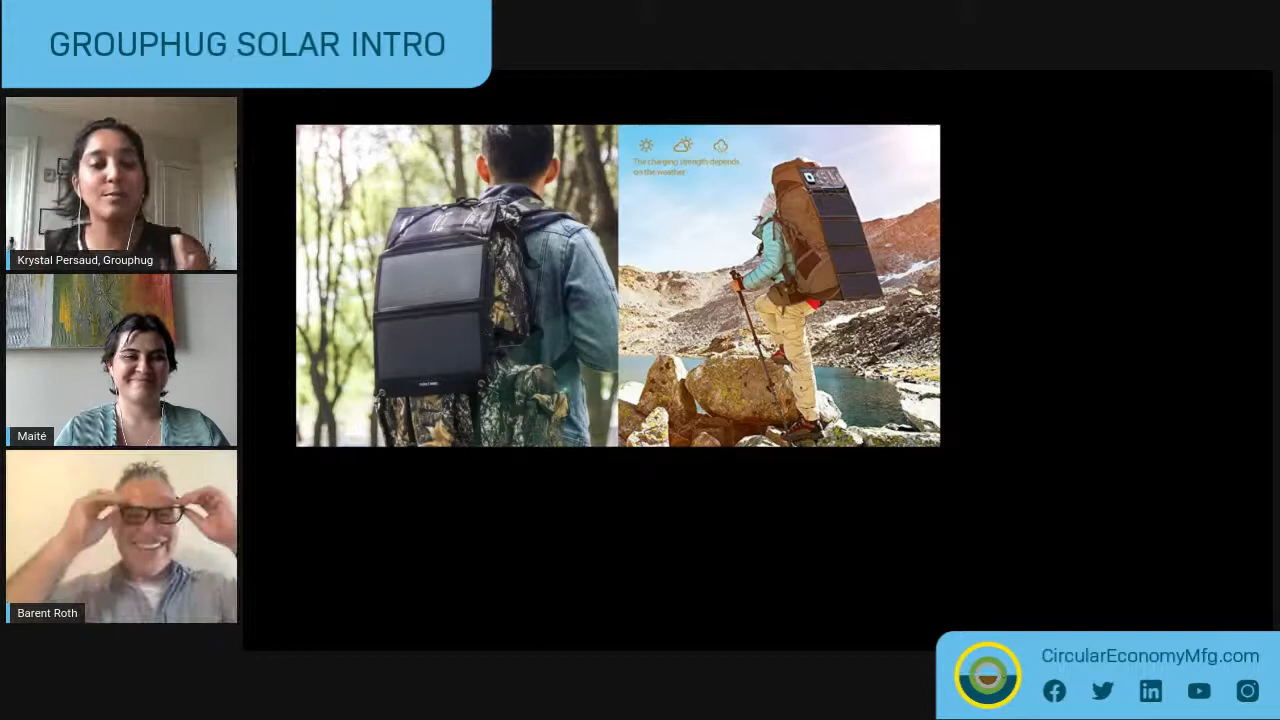 GROUPHUG SOLAR INTRO
Krystal Persaud, Grouphug
Maité
Barent Roth
The charging strength depends
on the weather
CircularEconomyMfg.com